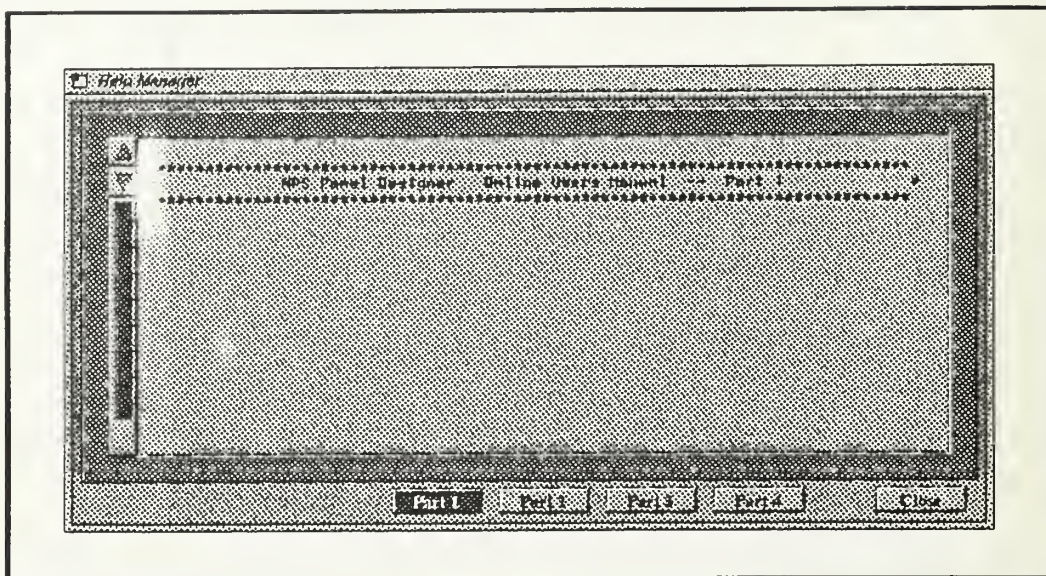 Help Manager
********************************************************************
NPS Panel Designer Online Users Manual :: Part 1 *
********************************************************************
Part 1 Part 2 Part 3 Part 4 Close